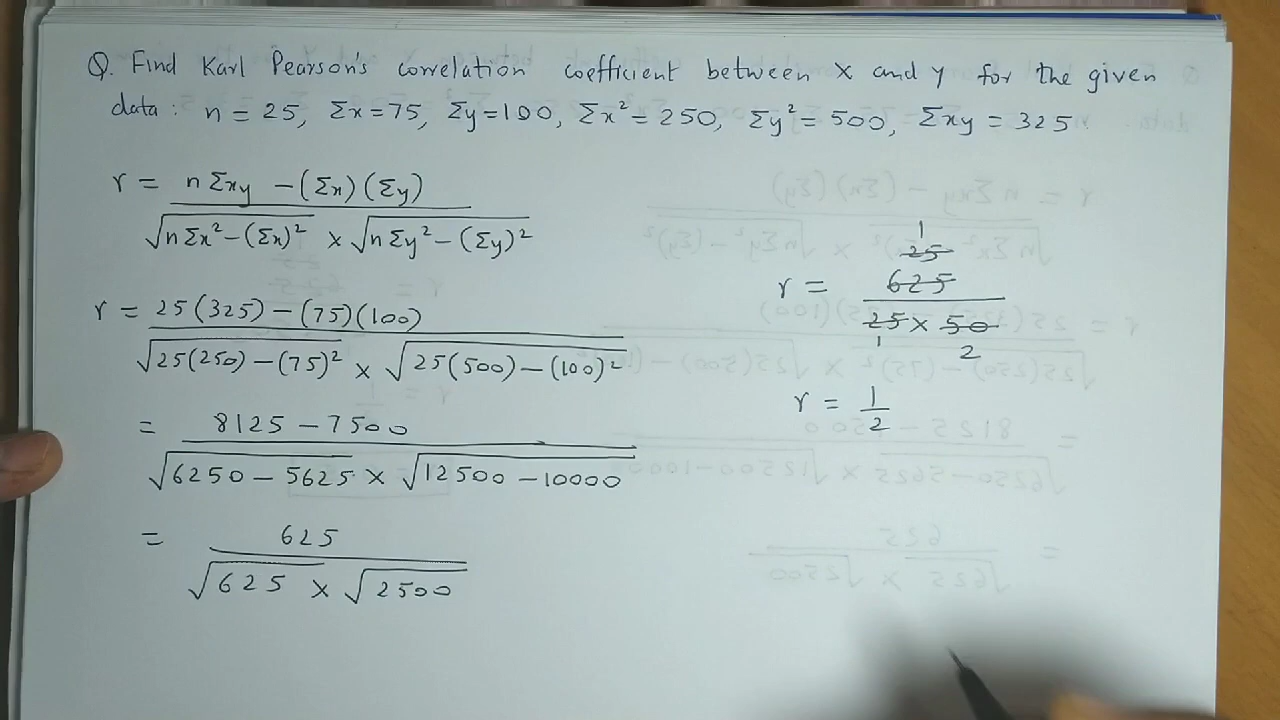 Q. Find Karl Pearson's correlation coefficient between x and y for the given
data: n = 25, Σx=75, Σy=100, Σx²=250, Σy²=500, Σxy = 325.
r = nΣxy - (Σx)(Σy)
√nΣx²-(Σx)² × √nΣy²-(Σy)²
r = 25(325) - (75)(100)
√25(250)-(75)² × √25(500)-(100)²
= 8125 - 7500
√6250-5625 × √12500-10000
= 625
√625 × √2500
1
25
r = 625
25 × 50
1 2
r = 1
2